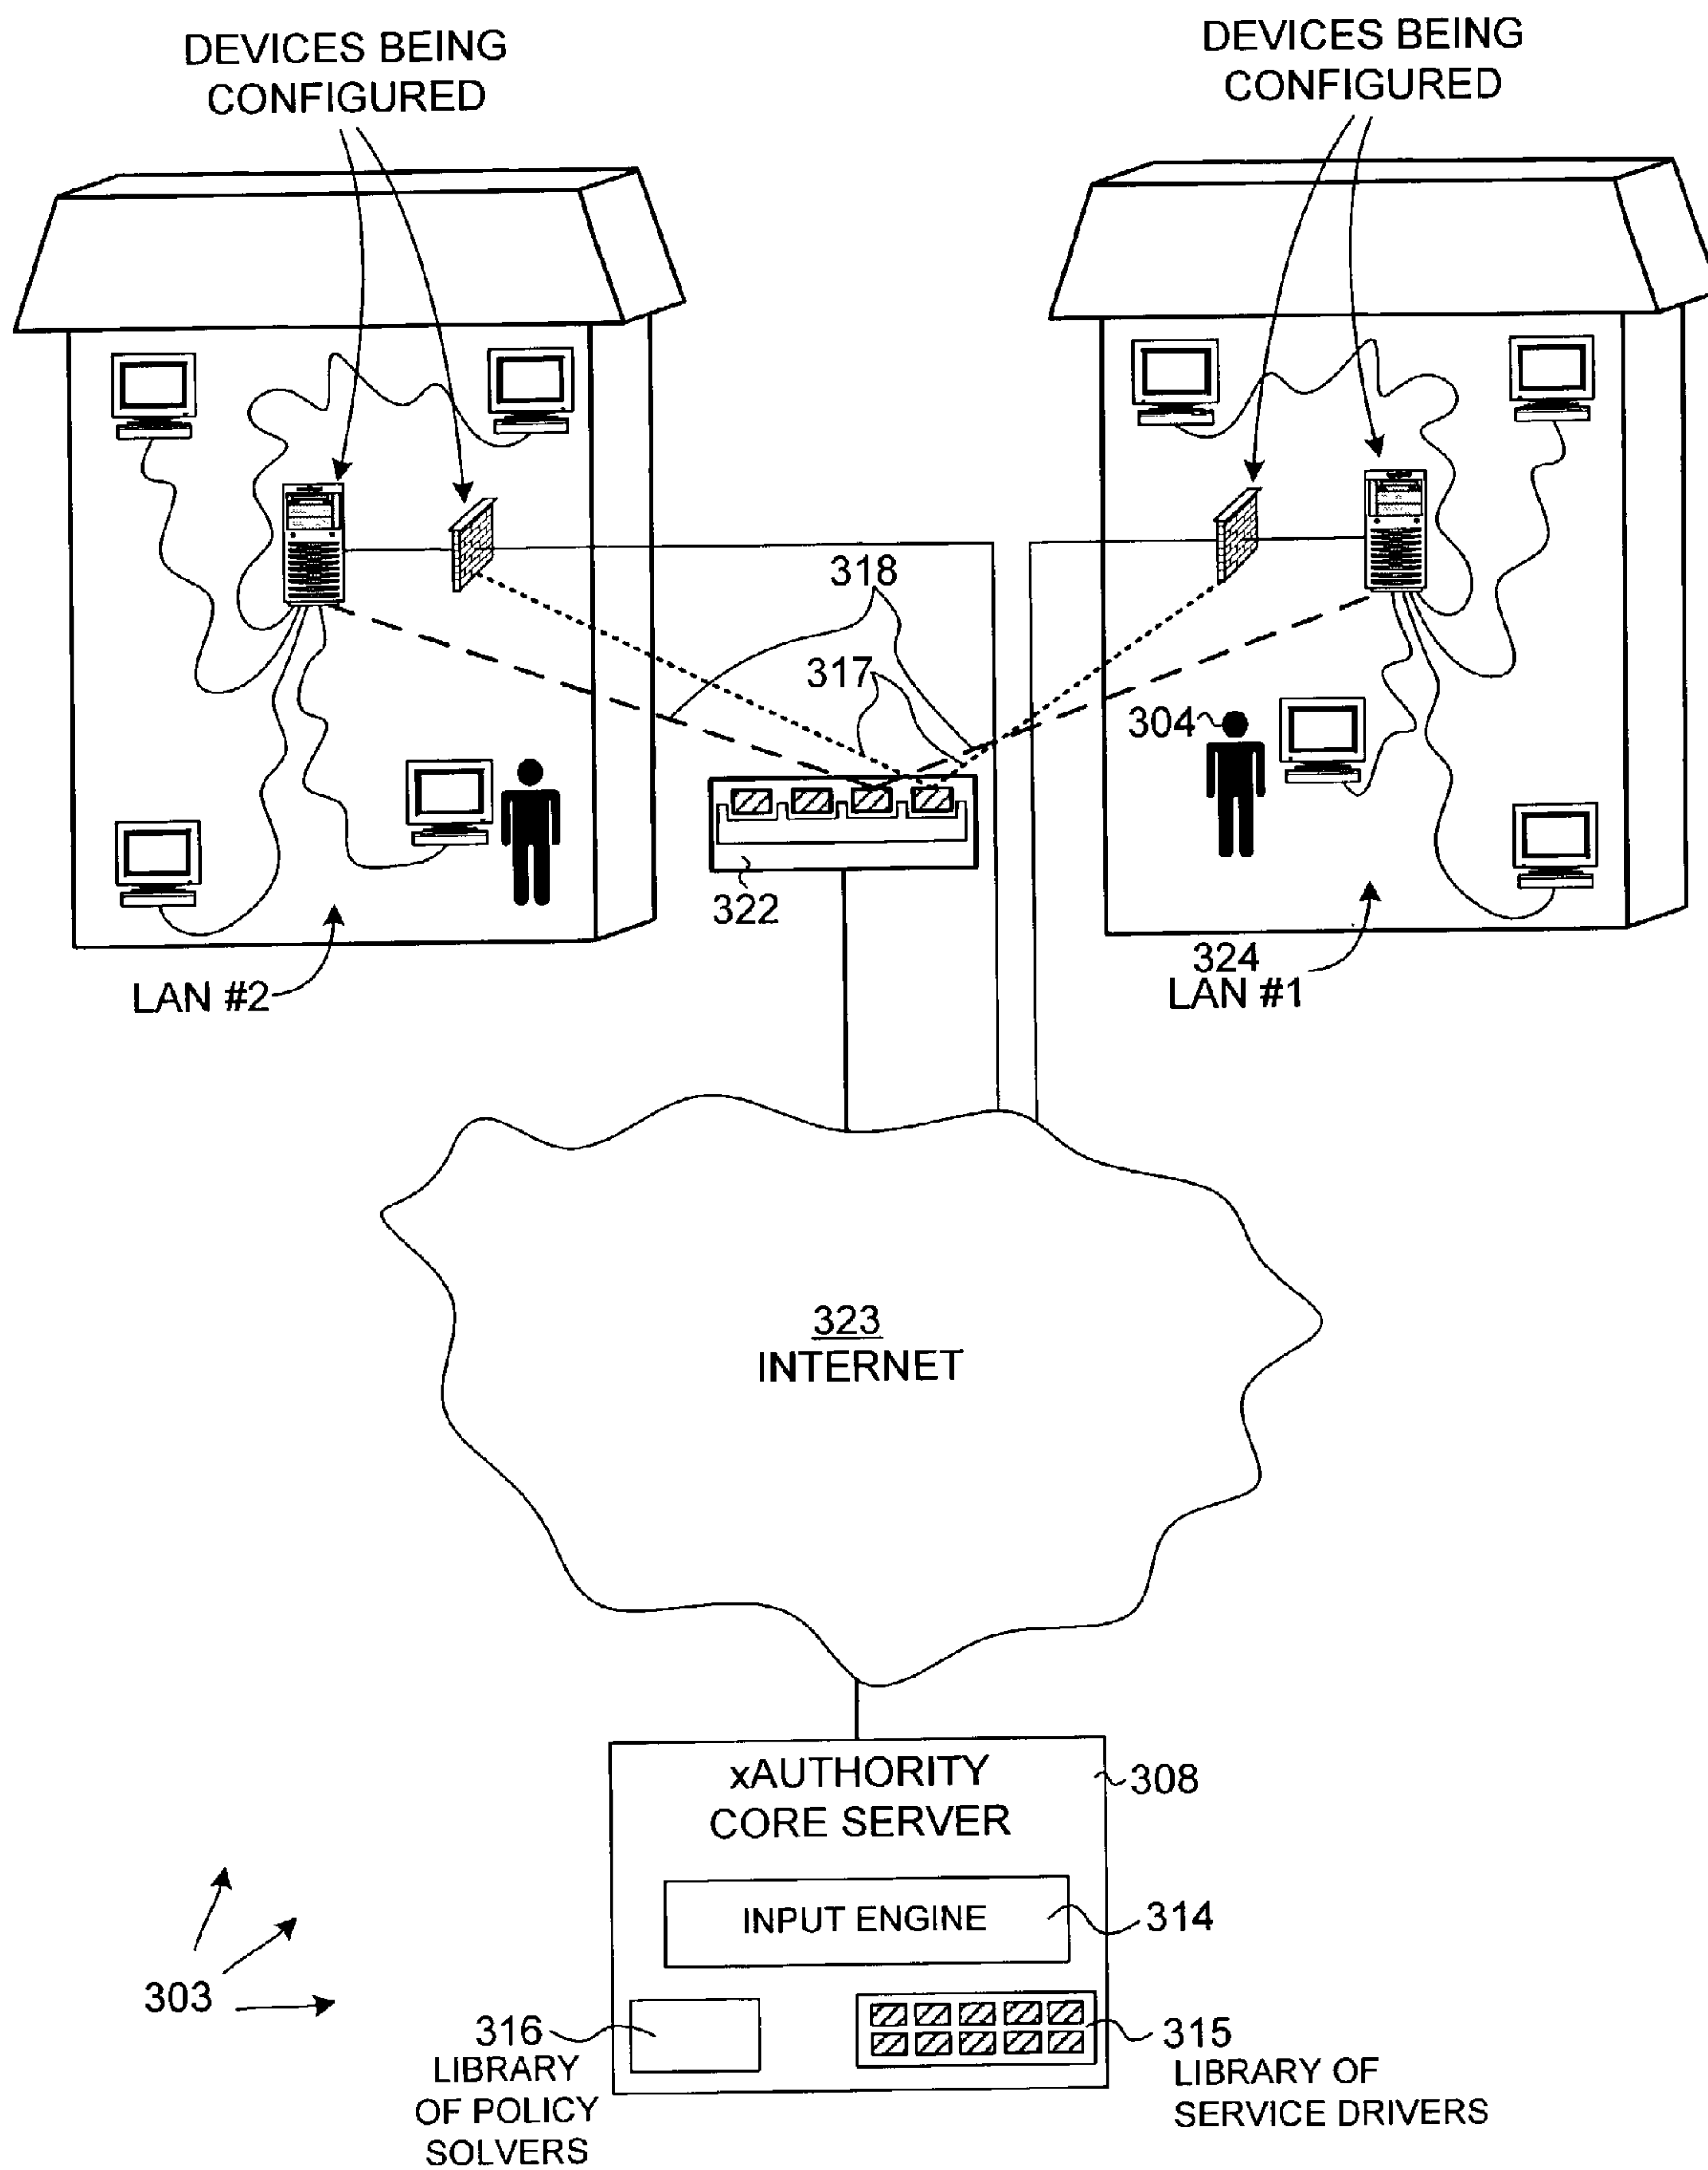 DEVICES BEING
CONFIGURED
DEVICES BEING
CONFIGURED
318
317
304
322
LAN #2
324
LAN #1
323
INTERNET
xAUTHORITY
CORE SERVER
308
INPUT ENGINE
314
303
316
LIBRARY
OF POLICY
SOLVERS
315
LIBRARY OF
SERVICE DRIVERS